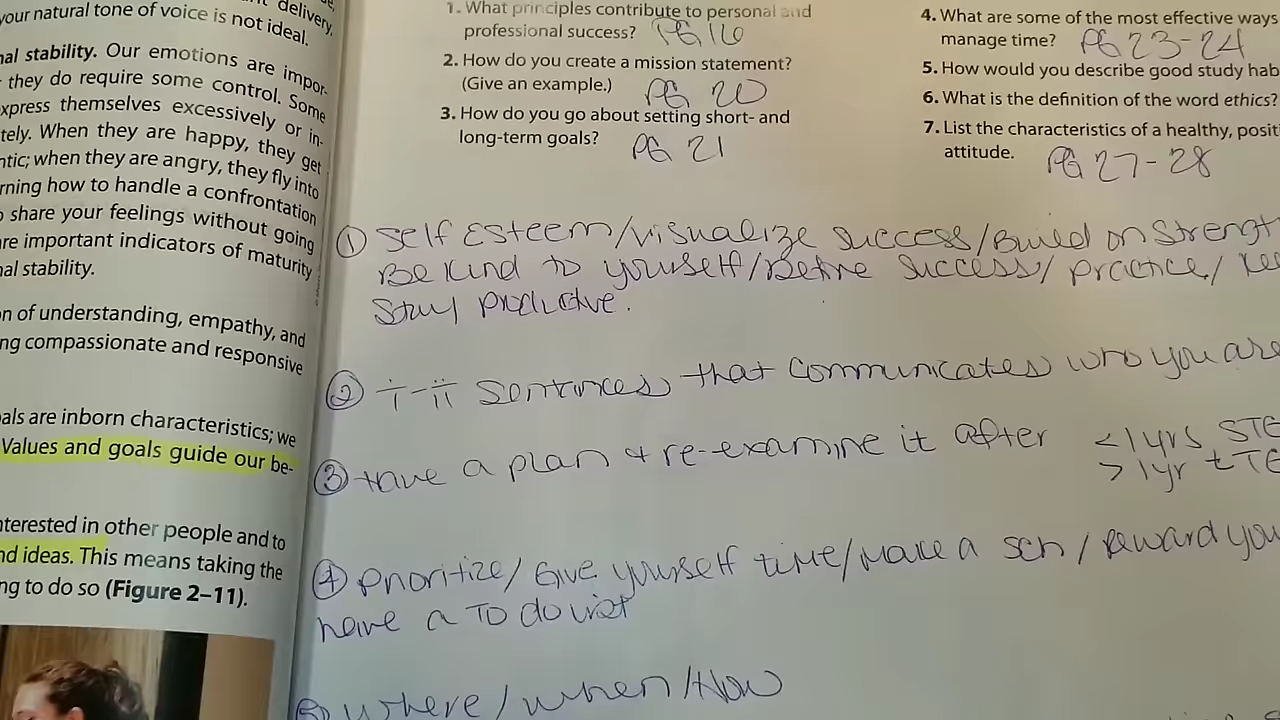 delivery,
your natural tone of voice is not ideal.
nal stability. Our emotions are impor-
they do require some control. Some
xpress themselves excessively or in-
tely. When they are happy, they get
ntic; when they are angry, they fly into
rning how to handle a confrontation
o share your feelings without going
are important indicators of maturity
nal stability.
on of understanding, empathy, and
ng compassionate and responsive
oals are inborn characteristics; we
Values and goals guide our be-
nterested in other people and to
nd ideas. This means taking the
ng to do so (Figure 2–11).
1. What principles contribute to personal and
professional success? PG 16
2. How do you create a mission statement?
(Give an example.) PG 20
3. How do you go about setting short- and
long-term goals? PG 21
4. What are some of the most effective ways
manage time? PG 23-24
5. How would you describe good study hab
6. What is the definition of the word ethics?
7. List the characteristics of a healthy, posit
attitude. PG 27-28
① Self Esteem/visualize success/Build on Strengt
Be kind to yourself/Define success/practice/
Stay
② i-ii sentences that communicates who you are
③ Have a plan + re-examine it after <1yrs
>1yr
④ Prioritize/Give yourself time/Make a sch/Reward you
have a To do list
⑤ where/when/How